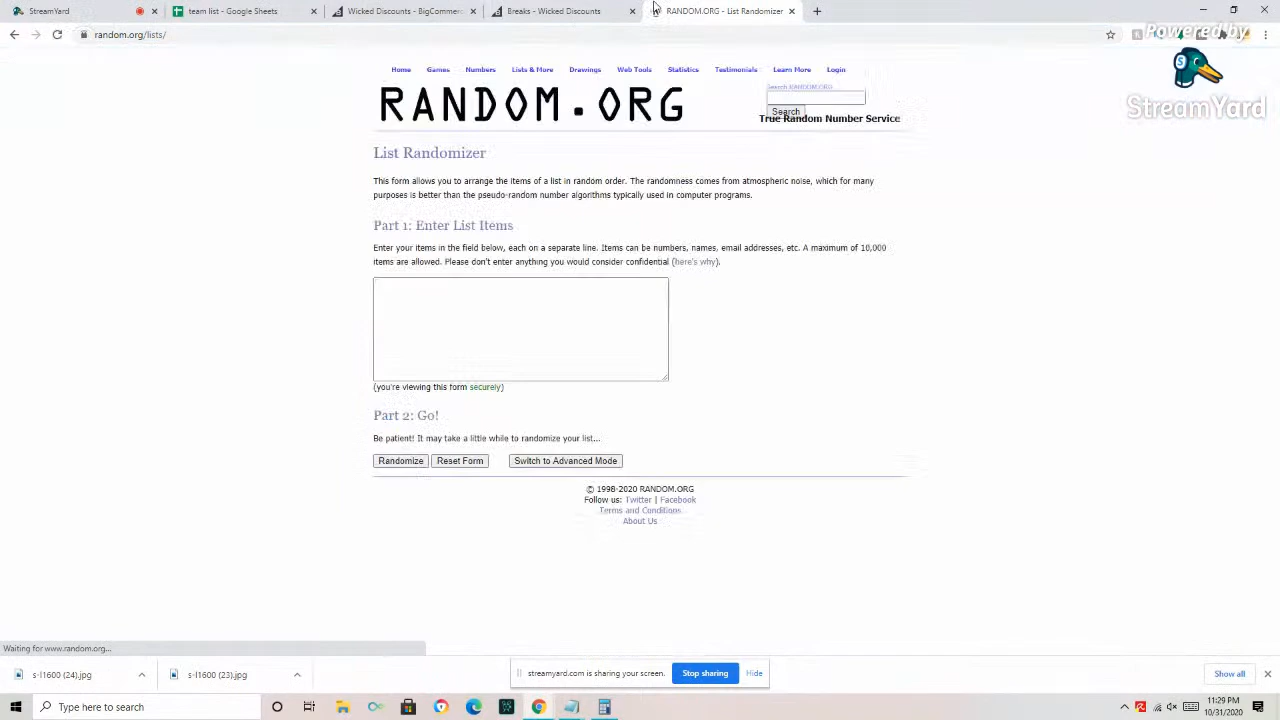 StreamYard
team list - Google Sheets
Wicked Discounts - BigCommerce
Breaks - Wicked Discounts
RANDOM.ORG - List Randomizer
random.org/lists/
Powered by
StreamYard
Home Games Numbers Lists & More Drawings Web Tools Statistics Testimonials Learn More Login
RANDOM.ORG
Search RANDOM.ORG
Search
True Random Number Service
List Randomizer
This form allows you to arrange the items of a list in random order. The randomness comes from atmospheric noise, which for many
purposes is better than the pseudo-random number algorithms typically used in computer programs.
Part 1: Enter List Items
Enter your items in the field below, each on a separate line. Items can be numbers, names, email addresses, etc. A maximum of 10,000
items are allowed. Please don't enter anything you would consider confidential (here's why).
(you're viewing this form securely)
Part 2: Go!
Be patient! It may take a little while to randomize your list...
Randomize Reset Form Switch to Advanced Mode
© 1998-2020 RANDOM.ORG
Follow us: Twitter | Facebook
Terms and Conditions
About Us
Waiting for www.random.org...
s-l1600 (24).jpg
s-l1600 (23).jpg
streamyard.com is sharing your screen.
Stop sharing
Hide
Show all
Type here to search
11:29 PM
10/31/2020